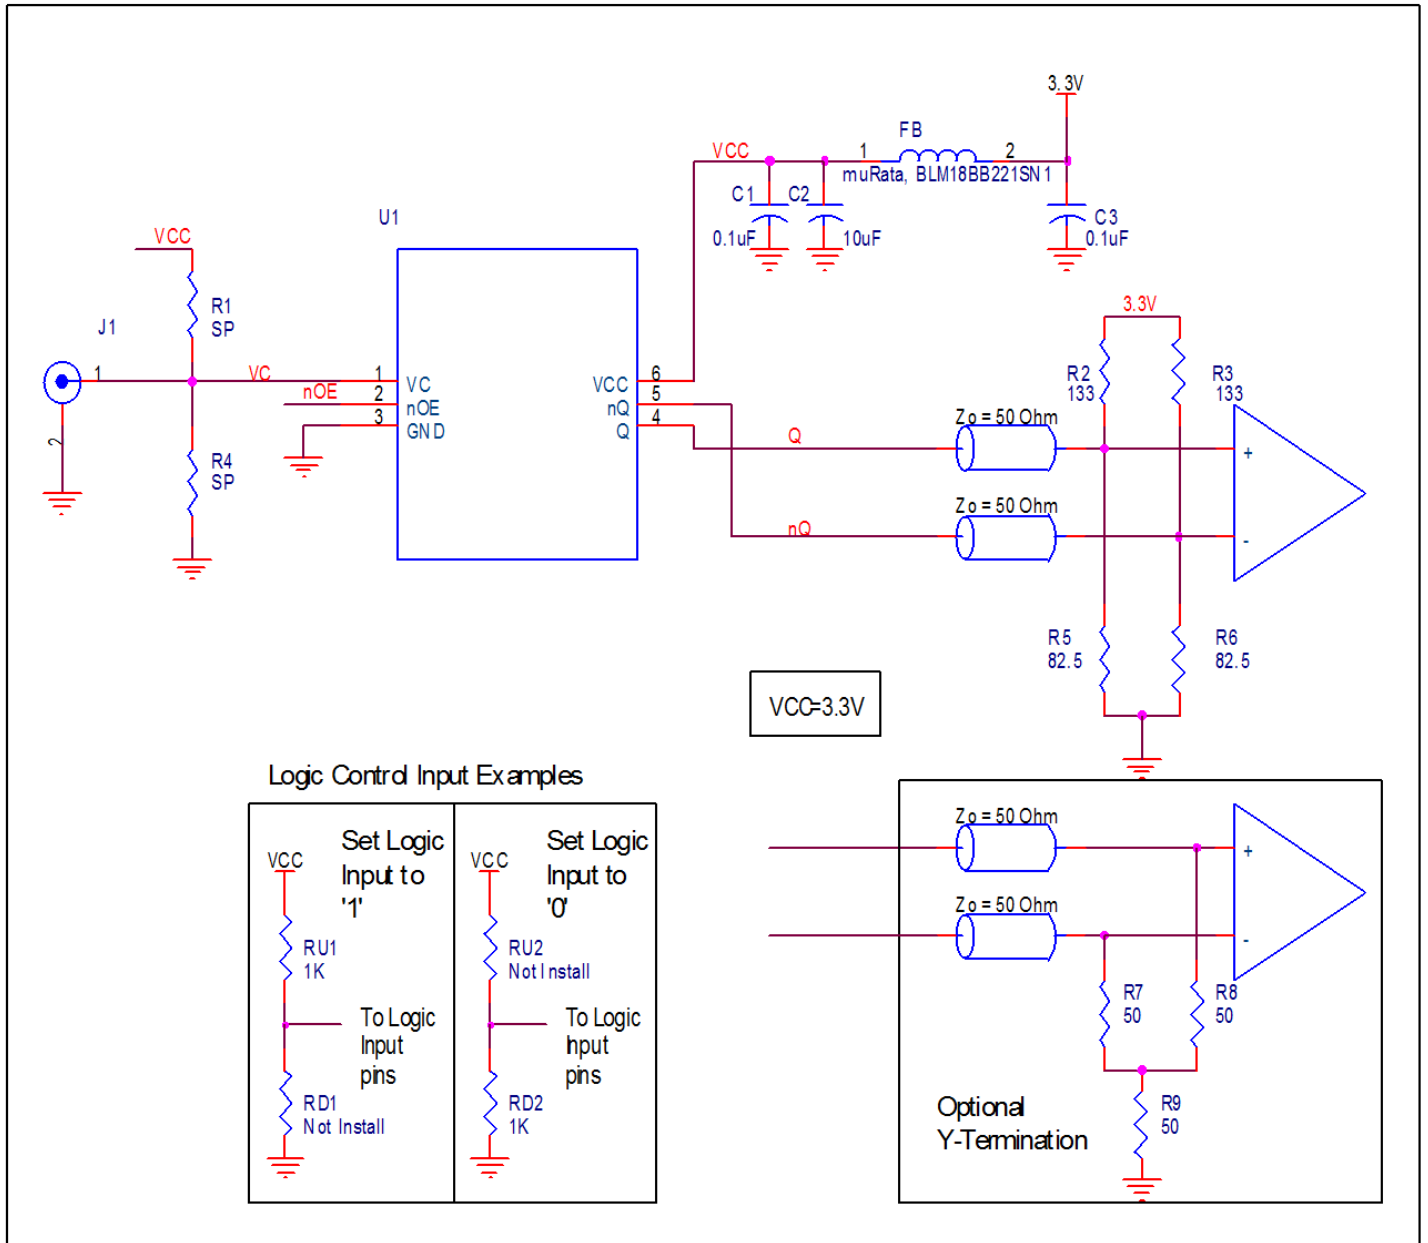 3.3V
FB
VCC
1
2
muRata, BLM18BB221SN1
C1
C2
0.1uF
10uF
C3
0.1uF
U1
VCC
R1
SP
J1
1
2
VC
nOE
1
2
3
VC
nOE
GND
VCC
nQ
Q
6
5
4
R4
SP
3.3V
R2
133
R3
133
Zo = 50 Ohm
Q
+
Zo = 50 Ohm
nQ
-
R5
82.5
R6
82.5
VCC=3.3V
Logic Control Input Examples
Set Logic
Input to
'1'
VCC
RU1
1K
To Logic
Input
pins
RD1
Not Install
Set Logic
Input to
'0'
VCC
RU2
Not Install
To Logic
Input
pins
RD2
1K
Zo = 50 Ohm
+
Zo = 50 Ohm
-
R7
50
R8
50
R9
50
Optional
Y-Termination